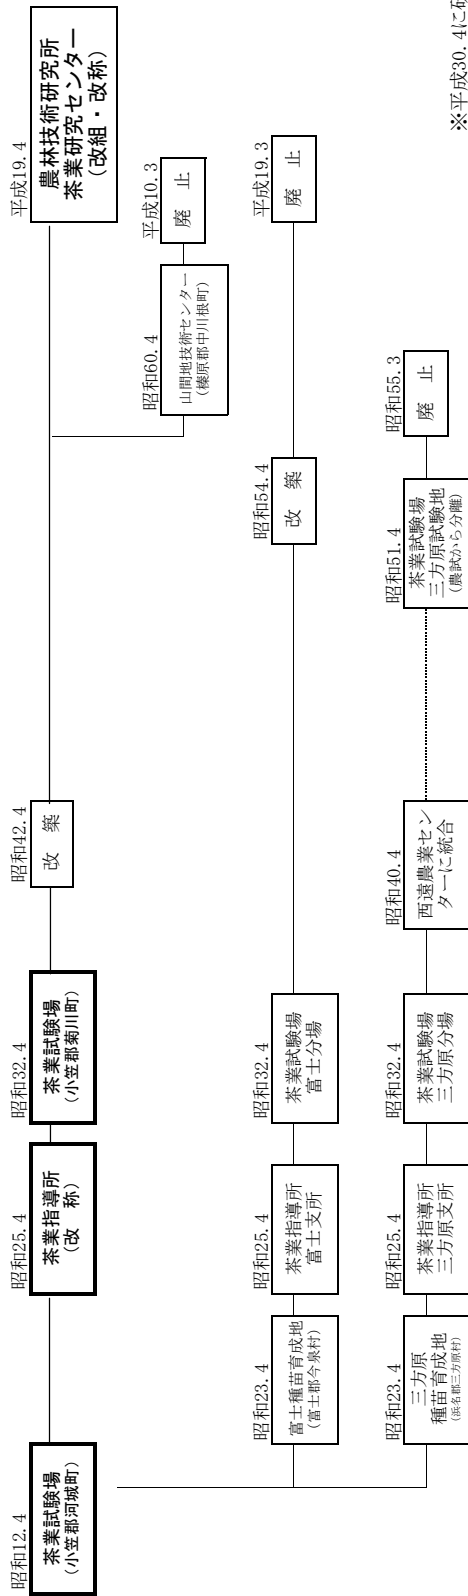 昭和12.4
茶業試験場
(小笠郡河城町)
昭和25.4
茶業指導所
(改　称)
昭和32.4
茶業試験場
(小笠郡菊川町)
昭和42.4
改　築
平成19.4
農林技術研究所
茶業研究センター
(改組・改称)
昭和60.4
山間地技術センター
(榛原郡中川根町)
平成10.3
廃　止
昭和23.4
富士種苗育成地
(富士郡今泉村)
昭和25.4
茶業指導所
富士支所
昭和32.4
茶業試験場
富士分場
昭和54.4
改　築
平成19.3
廃　止
昭和23.4
三方原
種苗育成地
(浜名郡三方原村)
昭和25.4
茶業指導所
三方原支所
昭和32.4
茶業試験場
三方原分場
昭和40.4
西遠農業セン
ターに統合
昭和51.4
茶業試験場
三方原試験地
(農試から分離)
昭和55.3
廃　止
※平成30.4に